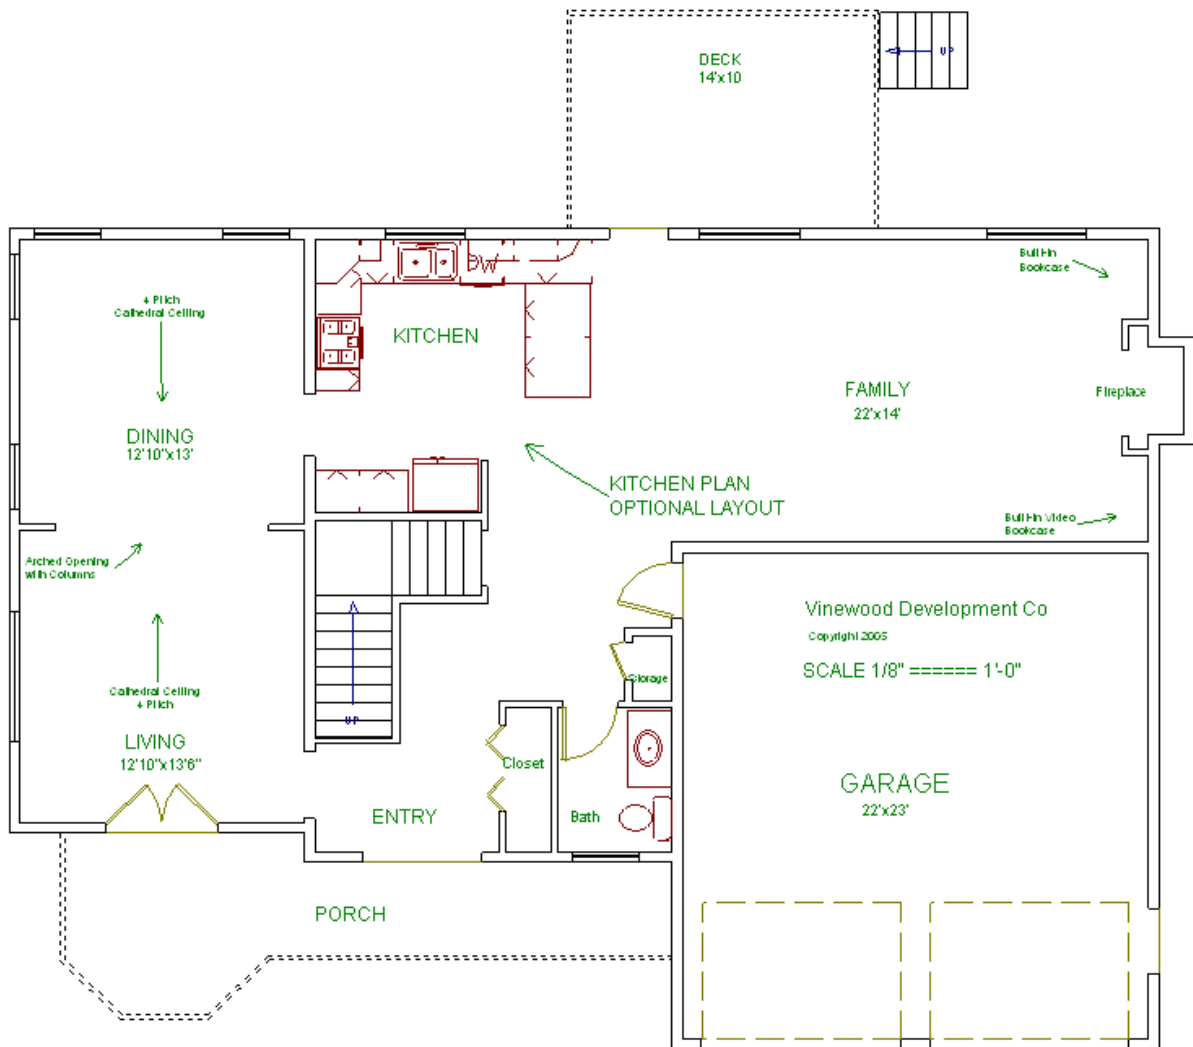 DECK
14'x10
UP
Built-in
Bookcase
4 Pitch
Cathedral Ceiling
DW
KITCHEN
FAMILY
22'x14'
Fireplace
DINING
12'10"x13'
KITCHEN PLAN
OPTIONAL LAYOUT
Built-in Video
Bookcase
Arched Opening
with Columns
Vinewood Development Co
Copyright 2005
SCALE 1/8" ====== 1'-0"
Storage
Cathedral Ceiling
4 Pitch
UP
LIVING
12'10"x13'6"
Closet
GARAGE
22'x23'
ENTRY
Bath
PORCH